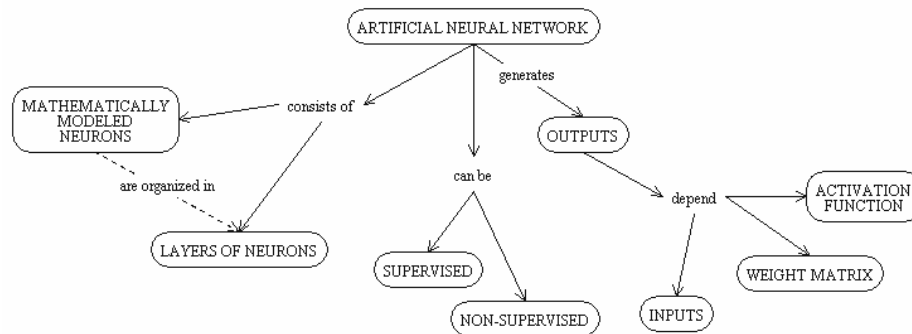 ARTIFICIAL NEURAL NETWORK
generates
consists of
MATHEMATICALLY
MODELED
NEURONS
OUTPUTS
are organized in
can be
depend
ACTIVATION
FUNCTION
LAYERS OF NEURONS
SUPERVISED
WEIGHT MATRIX
NON-SUPERVISED
INPUTS